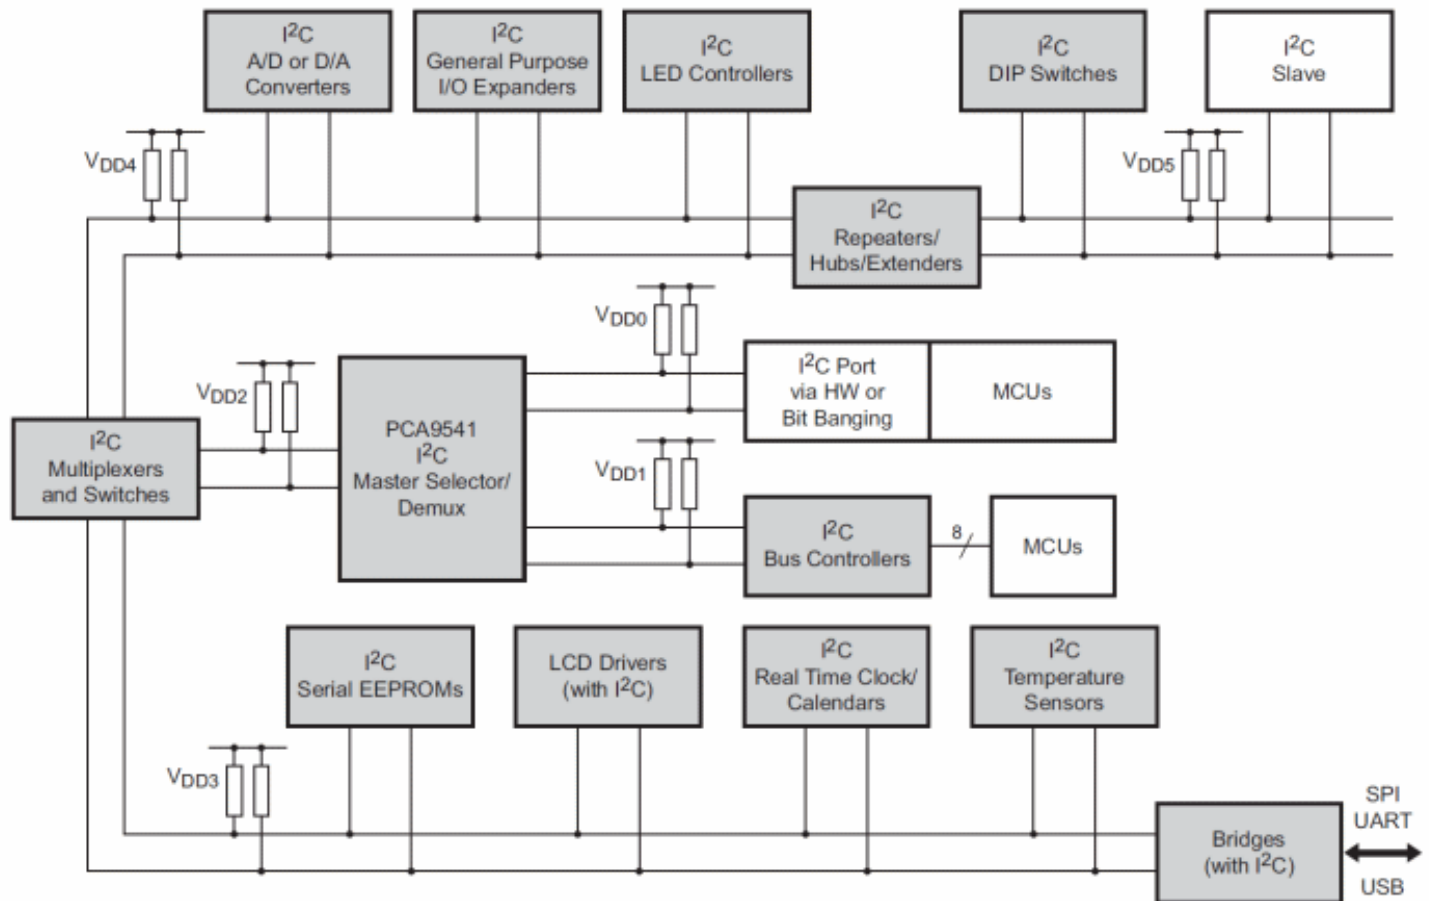 I²C
A/D or D/A
Converters
I²C
General Purpose
I/O Expanders
I²C
LED Controllers
I²C
DIP Switches
I²C
Slave
VDD4
VDD5
I²C
Repeaters/
Hubs/Extenders
VDD0
I²C Port
via HW or
Bit Banging
MCUs
VDD2
PCA9541
I²C
Master Selector/
Demux
I²C
Multiplexers
and Switches
VDD1
I²C
Bus Controllers
8
MCUs
I²C
Serial EEPROMs
LCD Drivers
(with I²C)
I²C
Real Time Clock/
Calendars
I²C
Temperature
Sensors
VDD3
Bridges
(with I²C)
SPI
UART
USB